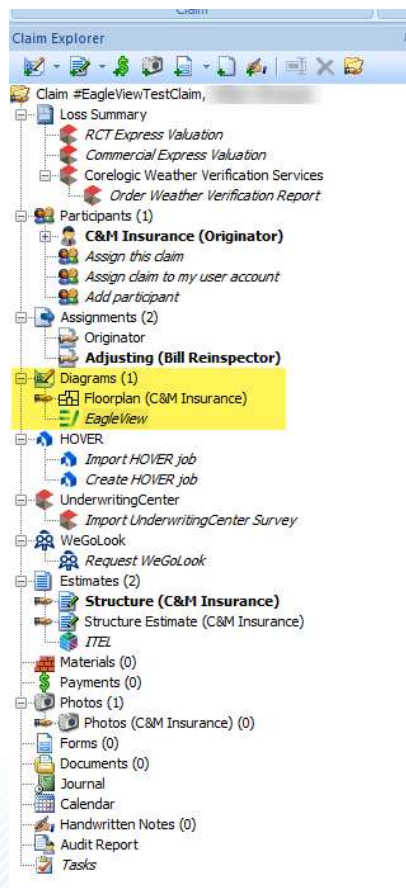 Claim
Claim Explorer
Claim #EagleViewTestClaim,
Loss Summary
RCT Express Valuation
Commercial Express Valuation
Corelogic Weather Verification Services
Order Weather Verification Report
Participants (1)
C&M Insurance (Originator)
Assign this claim
Assign claim to my user account
Add participant
Assignments (2)
Originator
Adjusting (Bill Reinspector)
Diagrams (1)
Floorplan (C&M Insurance)
EagleView
HOVER
Import HOVER job
Create HOVER job
UnderwritingCenter
Import UnderwritingCenter Survey
WeGoLook
Request WeGoLook
Estimates (2)
Structure (C&M Insurance)
Structure Estimate (C&M Insurance)
ITEL
Materials (0)
Payments (0)
Photos (1)
Photos (C&M Insurance) (0)
Forms (0)
Documents (0)
Journal
Calendar
Handwritten Notes (0)
Audit Report
Tasks